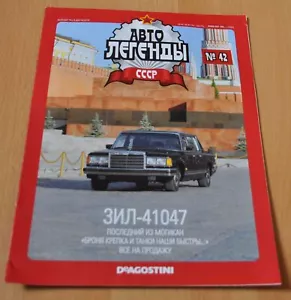 АВТО
ЛЕГЕНДЫ
СССР
№ 42
ЗИЛ-41047
ПОСЛЕДНИЙ ИЗ МОГИКАН
«БРОНЯ КРЕПКА И ТАНКИ НАШИ БЫСТРЫ...»
ВСЕ НА ПРОДАЖУ
DEAGOSTINI